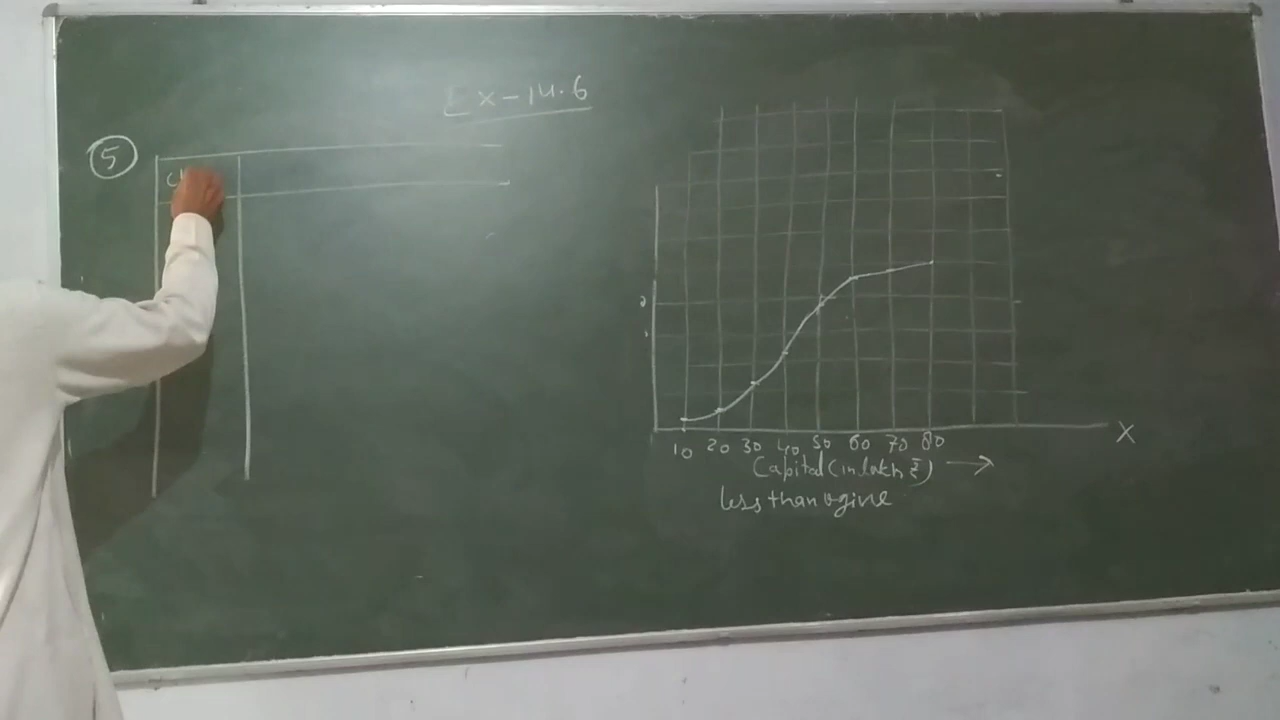 Ex-14.6
5
10 20 30 40 50 60 70 80
X
Capital (in lakh ₹) →
less than ogive